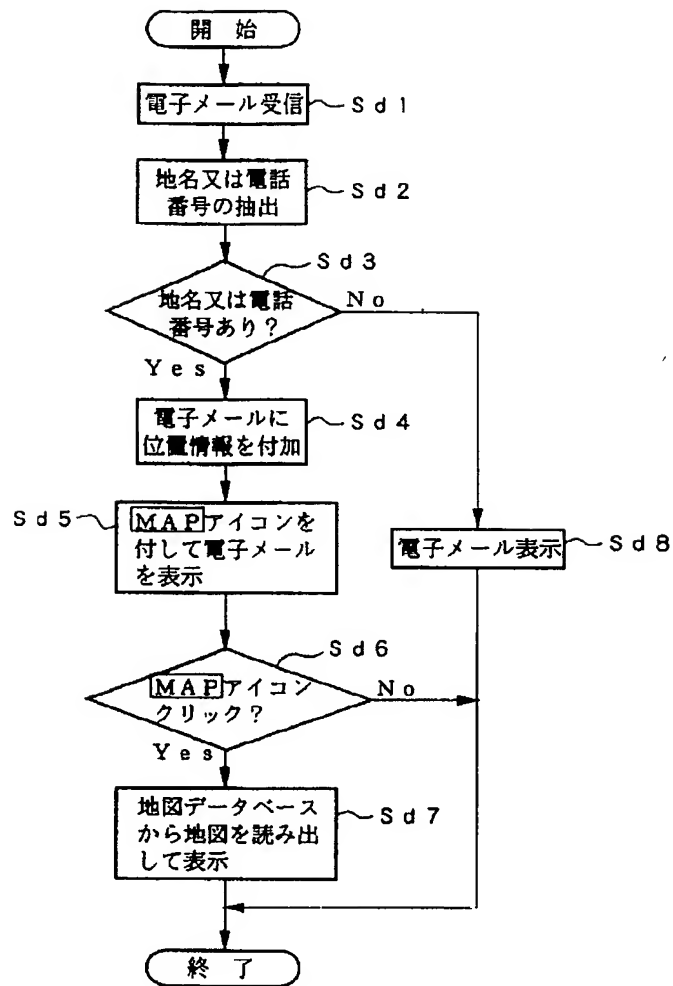 開 始
電子メール受信
Sd1
地名又は電話
番号の抽出
Sd2
Sd3
地名又は電話
番号あり?
No
Yes
電子メールに
位置情報を付加
Sd4
Sd5
MAPアイコンを
付して電子メール
を表示
電子メール表示
Sd8
Sd6
MAPアイコン
クリック?
No
Yes
地図データベース
から地図を読み出
して表示
Sd7
終 了